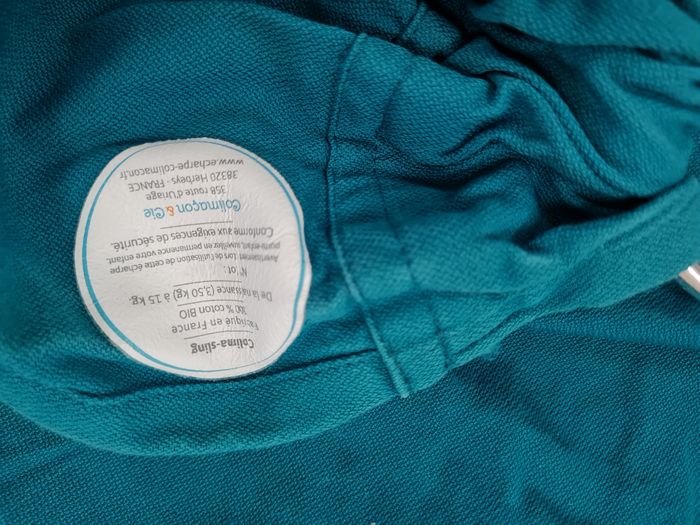 Colima-sling
Fabriqué en France
100 % coton BIO
De la naissance (3,50 kg) à 15 kg.
N° lot :
Avertissement : Lors de l'utilisation de cette écharpe
porte-enfant, surveiller en permanence votre enfant.
Conforme aux exigences de sécurité.
Colimaçon & Cie
358 route d'Uriage
38320 Herbeys - FRANCE
www.echarpe-colimacon.fr